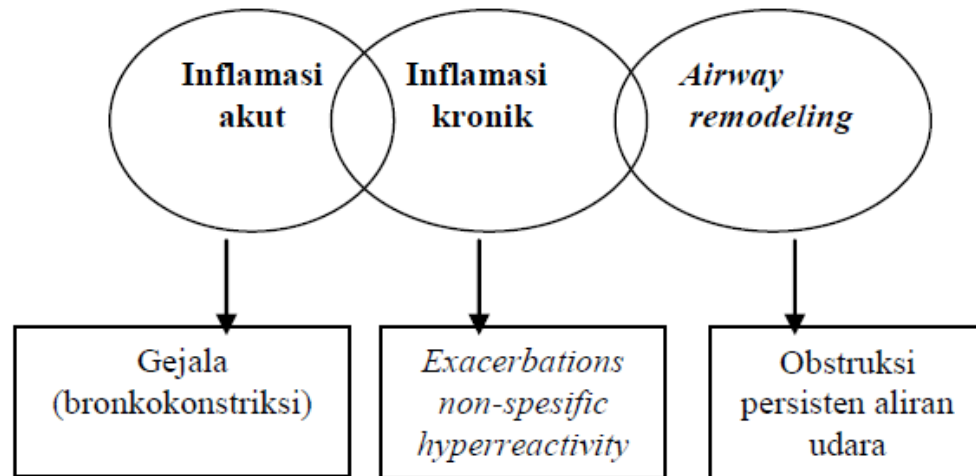 Inflamasi
akut
Inflamasi
kronik
Airway
remodeling
Gejala
(bronkokonstriksi)
Exacerbations
non-spesific
hyperreactivity
Obstruksi
persisten aliran
udara